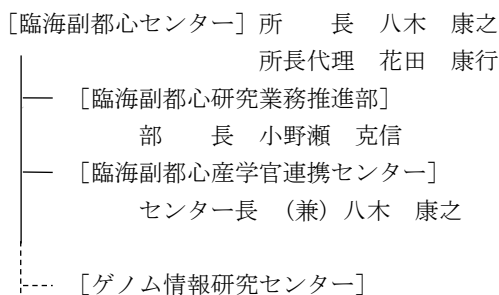 [臨海副都心センター] 所　　長　八木　康之
所長代理　花田　康行
[臨海副都心研究業務推進部]
部　　長　小野瀬　克信
[臨海副都心産学官連携センター]
センター長　（兼）八木　康之
[ゲノム情報研究センター]